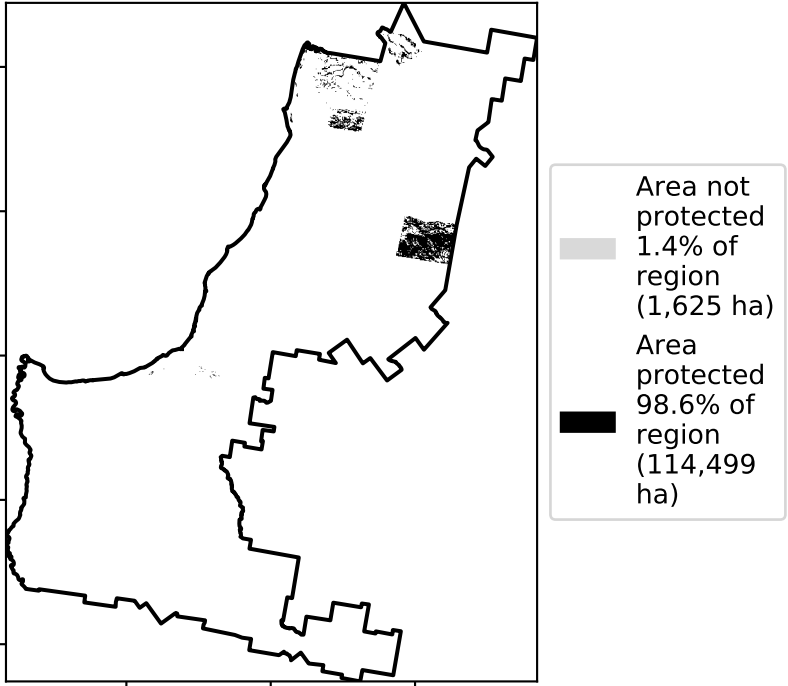 Area not
protected
1.4% of
region
(1,625 ha)
Area
protected
98.6% of
region
(114,499
ha)